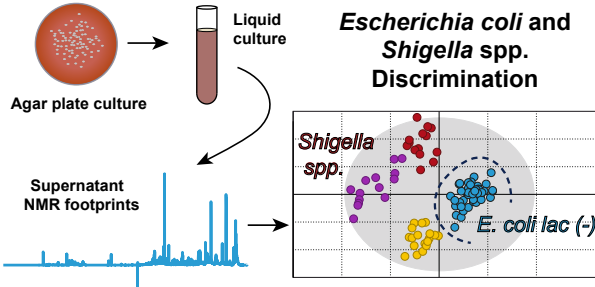 Agar plate culture
Liquid
culture
Escherichia coli and
Shigella spp.
Discrimination
Supernatant
NMR footprints
Shigella
spp.
E. coli lac (-)